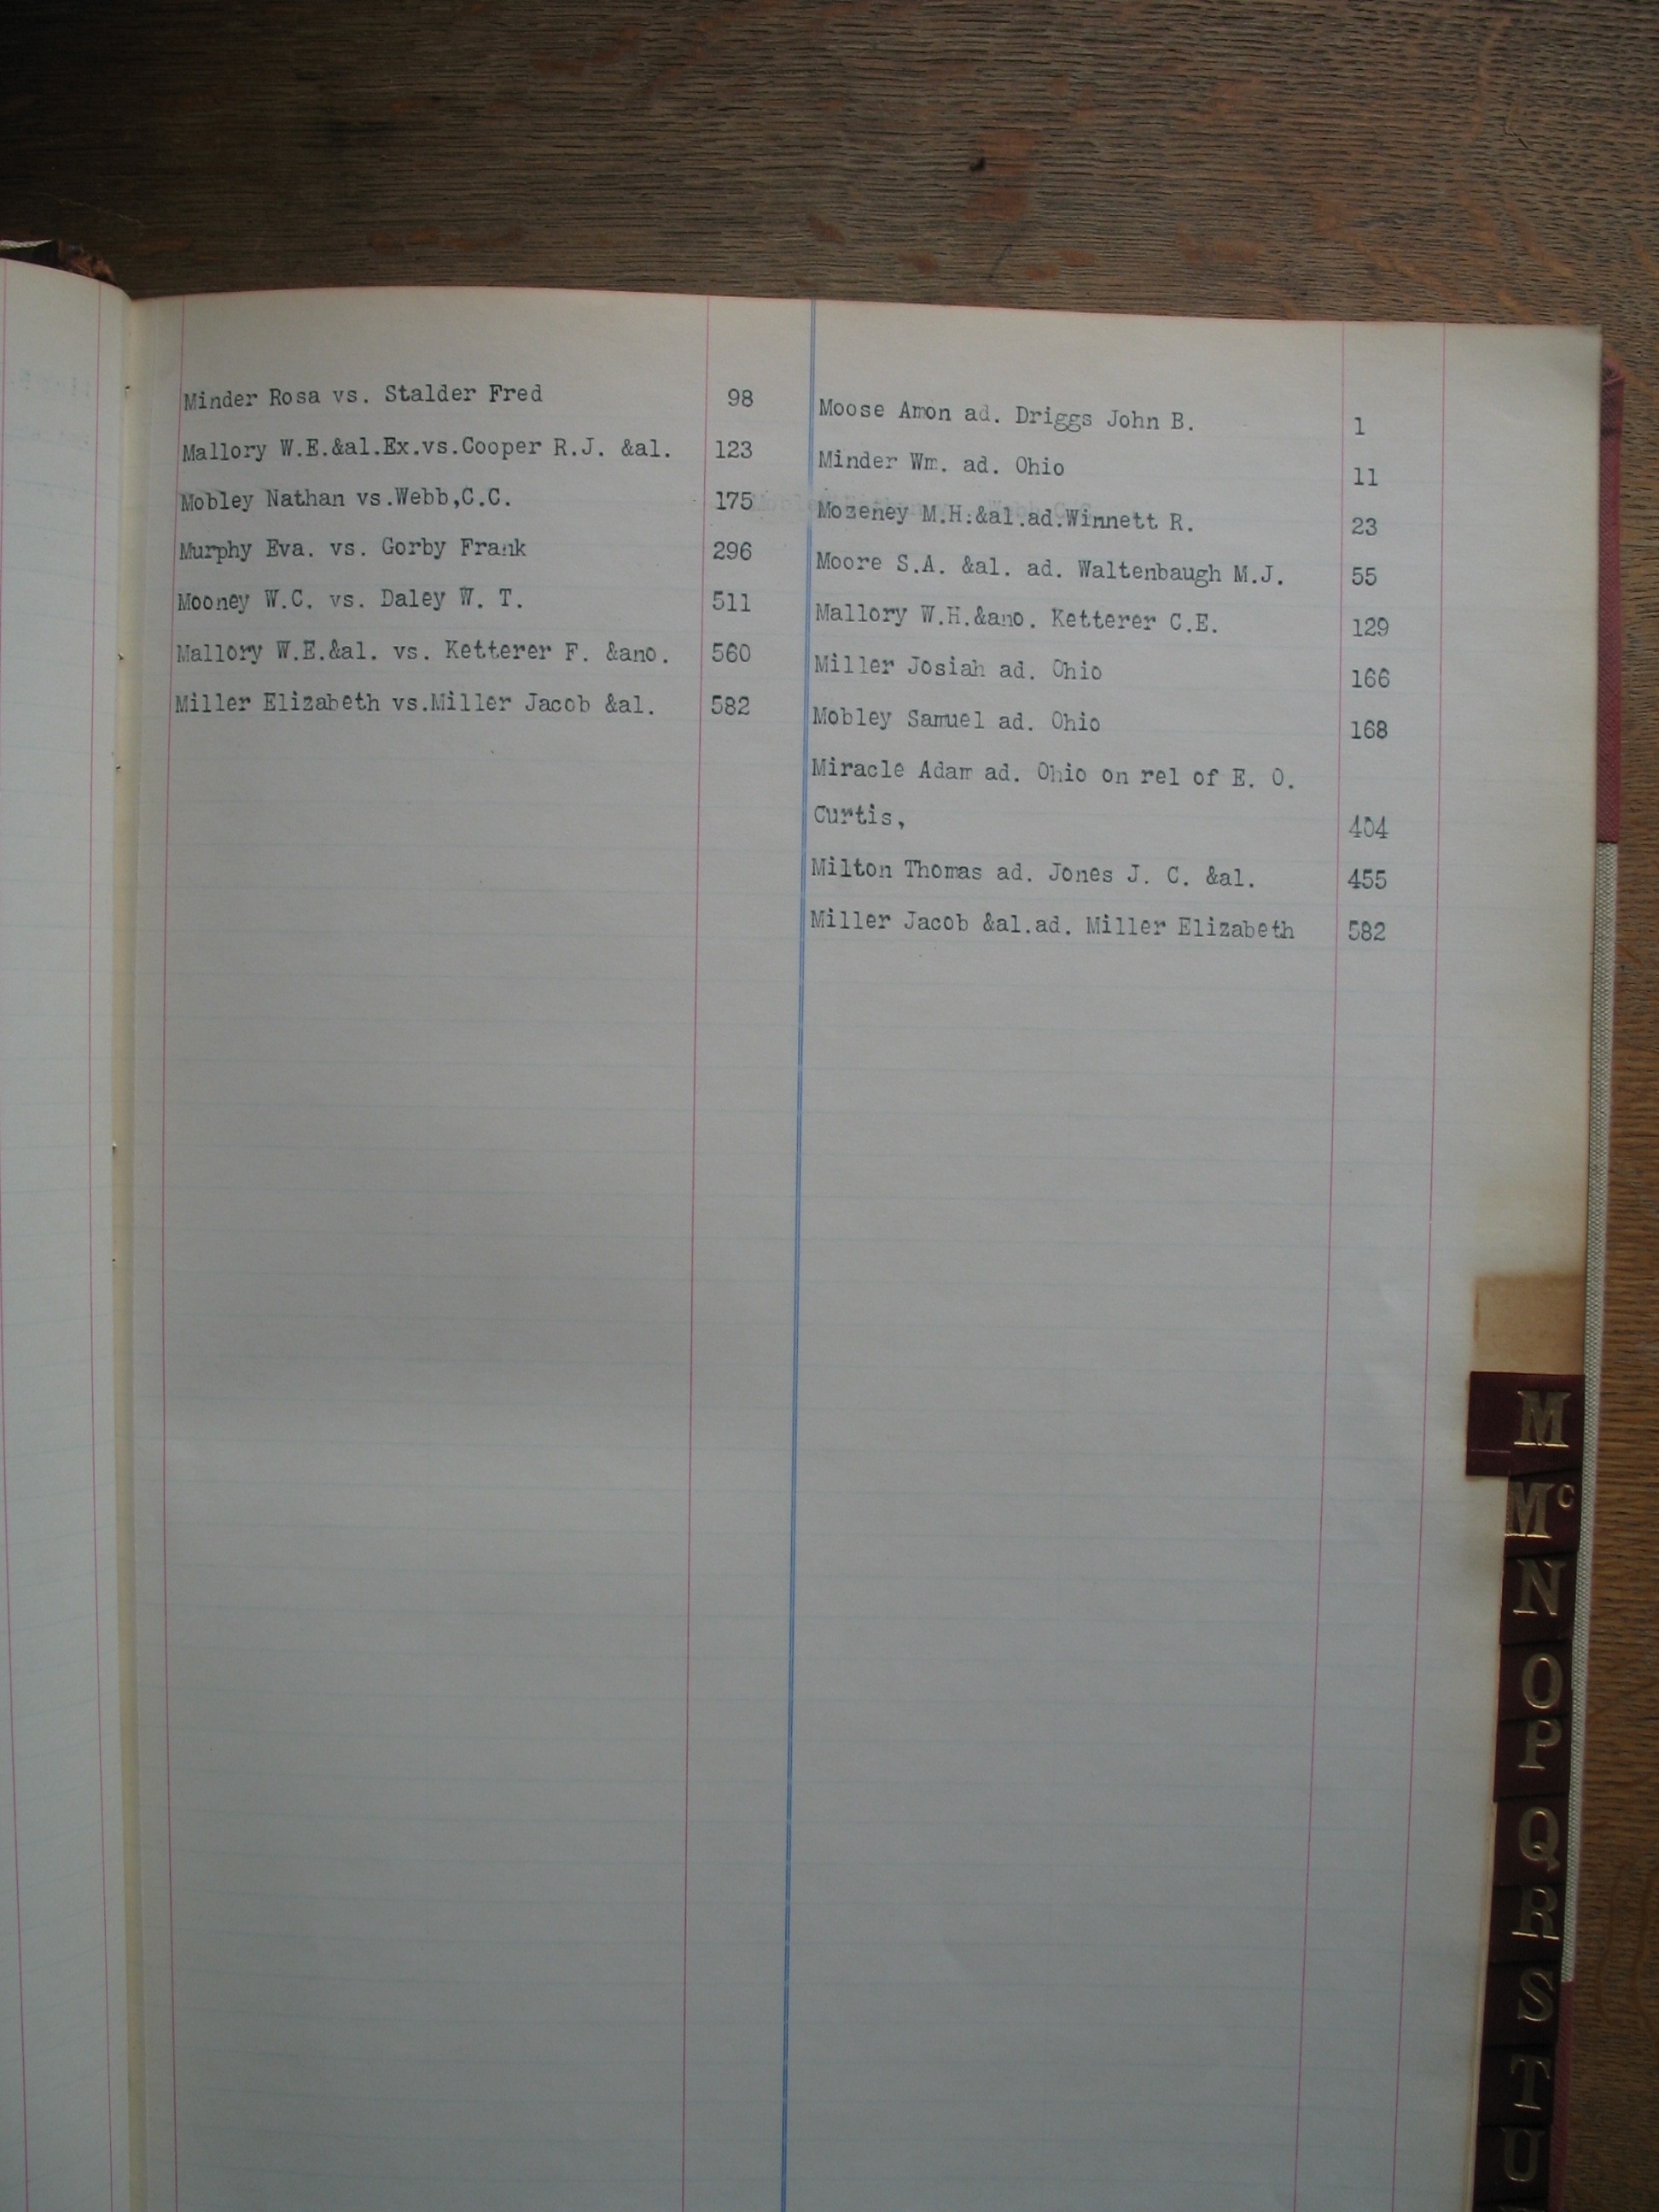 Minder Rosa vs. Stalder Fred 98
Mallory W.E.&al.Ex.vs.Cooper R.J. &al. 123
Mobley Nathan vs.Webb,C.C. 175
Murphy Eva. vs. Gorby Frank 296
Mooney W.C. vs. Daley W. T. 511
Mallory W.E.&al. vs. Ketterer F. &ano. 560
Miller Elizabeth vs.Miller Jacob &al. 582
Moose Amon ad. Driggs John B. 1
Minder Wm. ad. Ohio 11
Mozeney M.H.&al.ad.Winnett R. 23
Moore S.A. &al. ad. Waltenbaugh M.J. 55
Mallory W.H.&ano. Ketterer C.E. 129
Miller Josiah ad. Ohio 166
Mobley Samuel ad. Ohio 168
Miracle Adam ad. Ohio on rel of E. O.
Curtis, 404
Milton Thomas ad. Jones J. C. &al. 455
Miller Jacob &al.ad. Miller Elizabeth 582
M
Mc
N
O
P
Q
R
S
T
U